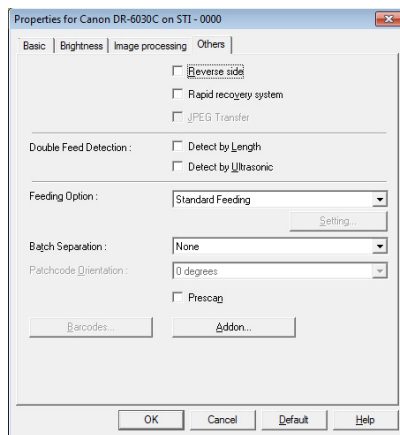 Properties for Canon DR-6030C on STI - 0000
Basic Brightness Image processing Others
Reverse side
Rapid recovery system
JPEG Transfer
Double Feed Detection : Detect by Length
Detect by Ultrasonic
Feeding Option : Standard Feeding
Setting...
Batch Separation : None
Patchcode Orientation : 0 degrees
Prescan
Barcodes... Addon...
OK Cancel Default Help